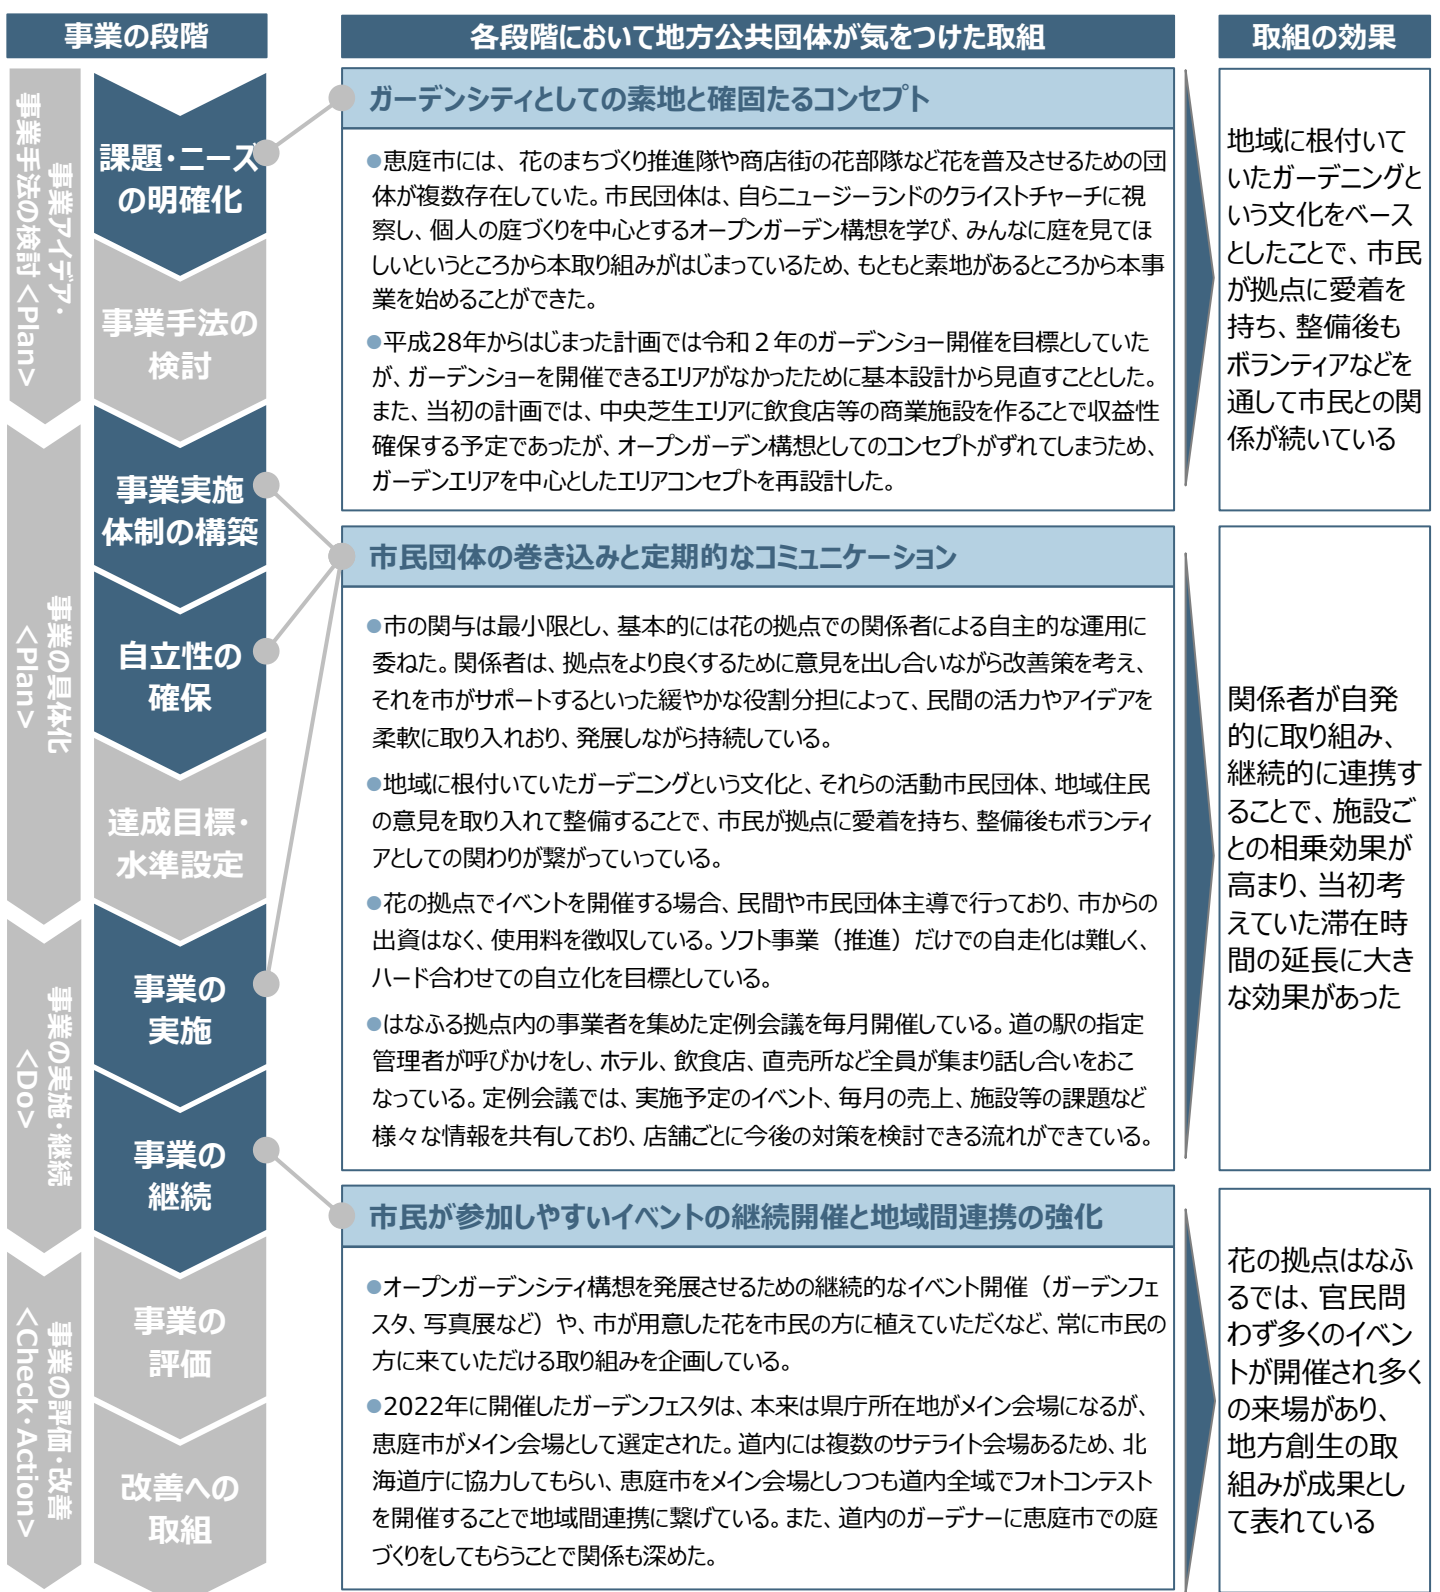 事業の段階
各段階において地方公共団体が気をつけた取組
取組の効果
事業アイデア・
事業手法の検討<Plan>
事業の具体化
<Plan>
事業の実施・継続
<Do>
事業の評価・改善
<Check・Action>
課題・ニーズ
の明確化
事業手法の
検討
事業実施
体制の構築
自立性の
確保
達成目標・
水準設定
事業の
実施
事業の
継続
事業の
評価
改善への
取組
ガーデンシティとしての素地と確固たるコンセプト
●恵庭市には、花のまちづくり推進隊や商店街の花部隊など花を普及させるための団
体が複数存在していた。市民団体は、自らニュージーランドのクライストチャーチに視
察し、個人の庭づくりを中心とするオープンガーデン構想を学び、みんなに庭を見てほ
しいというところから本取り組みがはじまっているため、もともと素地があるところから本事
業を始めることができた。
●平成28年からはじまった計画では令和２年のガーデンショー開催を目標としていた
が、ガーデンショーを開催できるエリアがなかったために基本設計から見直すこととした。
また、当初の計画では、中央芝生エリアに飲食店等の商業施設を作ることで収益性
確保する予定であったが、オープンガーデン構想としてのコンセプトがずれてしまうため、
ガーデンエリアを中心としたエリアコンセプトを再設計した。
地域に根付いて
いたガーデニングと
いう文化をベース
としたことで、市民
が拠点に愛着を
持ち、整備後も
ボランティアなどを
通して市民との関
係が続いている
市民団体の巻き込みと定期的なコミュニケーション
●市の関与は最小限とし、基本的には花の拠点での関係者による自主的な運用に
委ねた。関係者は、拠点をより良くするために意見を出し合いながら改善策を考え、
それを市がサポートするといった緩やかな役割分担によって、民間の活力やアイデアを
柔軟に取り入れおり、発展しながら持続している。
●地域に根付いていたガーデニングという文化と、それらの活動市民団体、地域住民
の意見を取り入れて整備することで、市民が拠点に愛着を持ち、整備後もボランティ
アとしての関わりが繋がっていっている。
●花の拠点でイベントを開催する場合、民間や市民団体主導で行っており、市からの
出資はなく、使用料を徴収している。ソフト事業（推進）だけでの自走化は難しく、
ハード合わせての自立化を目標としている。
●はなふる拠点内の事業者を集めた定例会議を毎月開催している。道の駅の指定
管理者が呼びかけをし、ホテル、飲食店、直売所など全員が集まり話し合いをおこ
なっている。定例会議では、実施予定のイベント、毎月の売上、施設等の課題など
様々な情報を共有しており、店舗ごとに今後の対策を検討できる流れができている。
関係者が自発
的に取り組み、
継続的に連携す
ることで、施設ご
との相乗効果が
高まり、当初考
えていた滞在時
間の延長に大き
な効果があった
市民が参加しやすいイベントの継続開催と地域間連携の強化
●オープンガーデンシティ構想を発展させるための継続的なイベント開催（ガーデンフェ
スタ、写真展など）や、市が用意した花を市民の方に植えていただくなど、常に市民の
方に来ていただける取り組みを企画している。
●2022年に開催したガーデンフェスタは、本来は県庁所在地がメイン会場になるが、
恵庭市がメイン会場として選定された。道内には複数のサテライト会場あるため、北
海道庁に協力してもらい、恵庭市をメイン会場としつつも道内全域でフォトコンテスト
を開催することで地域間連携に繋げている。また、道内のガーデナーに恵庭市での庭
づくりをしてもらうことで関係も深めた。
花の拠点はなふ
るでは、官民問
わず多くのイベン
トが開催され多く
の来場があり、
地方創生の取
組みが成果とし
て表れている